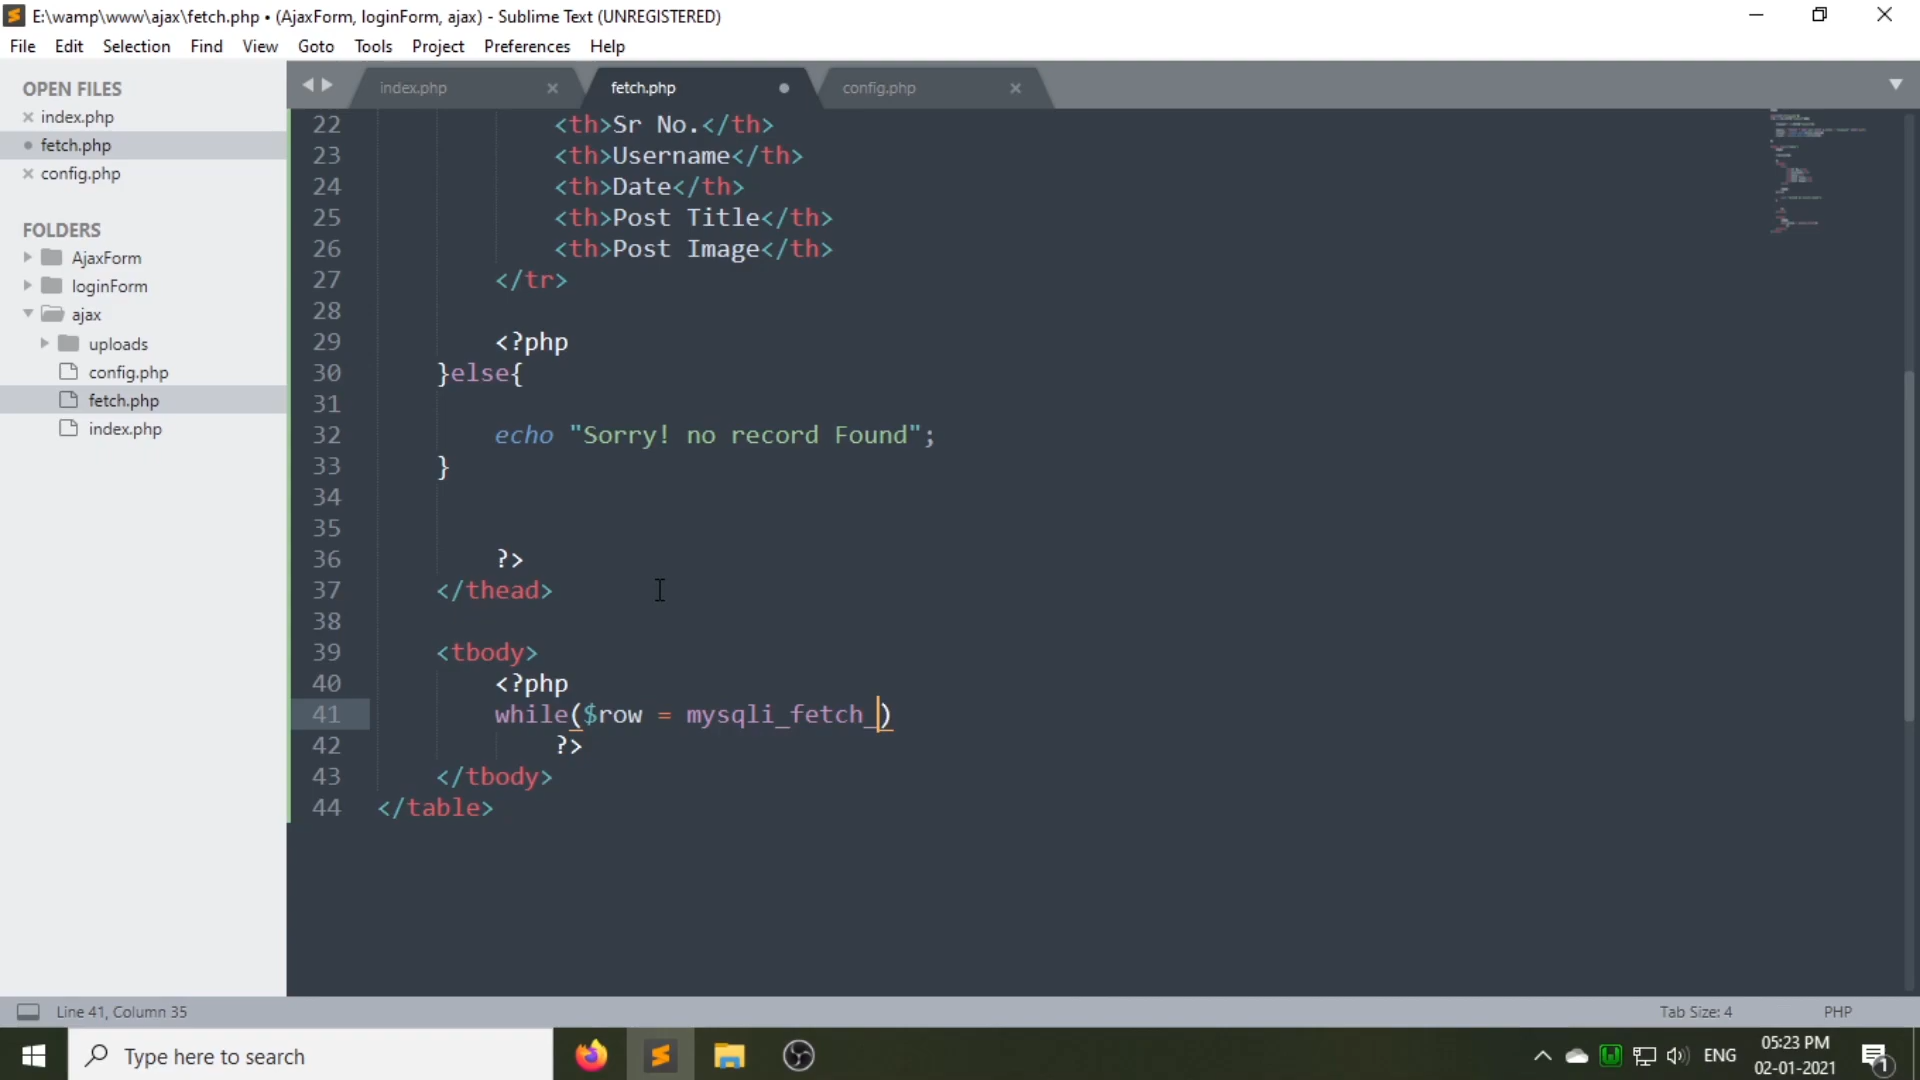 E:\wamp\www\ajax\fetch.php • (AjaxForm, loginForm, ajax) - Sublime Text (UNREGISTERED)
File Edit Selection Find View Goto Tools Project Preferences Help
OPEN FILES
index.php
fetch.php
config.php
FOLDERS
AjaxForm
loginForm
ajax
uploads
config.php
fetch.php
index.php
index.php fetch.php config.php
22 <th>Sr No.</th>
23 <th>Username</th>
24 <th>Date</th>
25 <th>Post Title</th>
26 <th>Post Image</th>
27 </tr>
28
29 <?php
30 }else{
31
32 echo "Sorry! no record Found";
33 }
34
35
36 ?>
37 </thead>
38
39 <tbody>
40 <?php
41 while($row = mysqli_fetch_)
42 ?>
43 </tbody>
44 </table>
Line 41, Column 35
Tab Size: 4
PHP
Type here to search
ENG
05:23 PM
02-01-2021
1